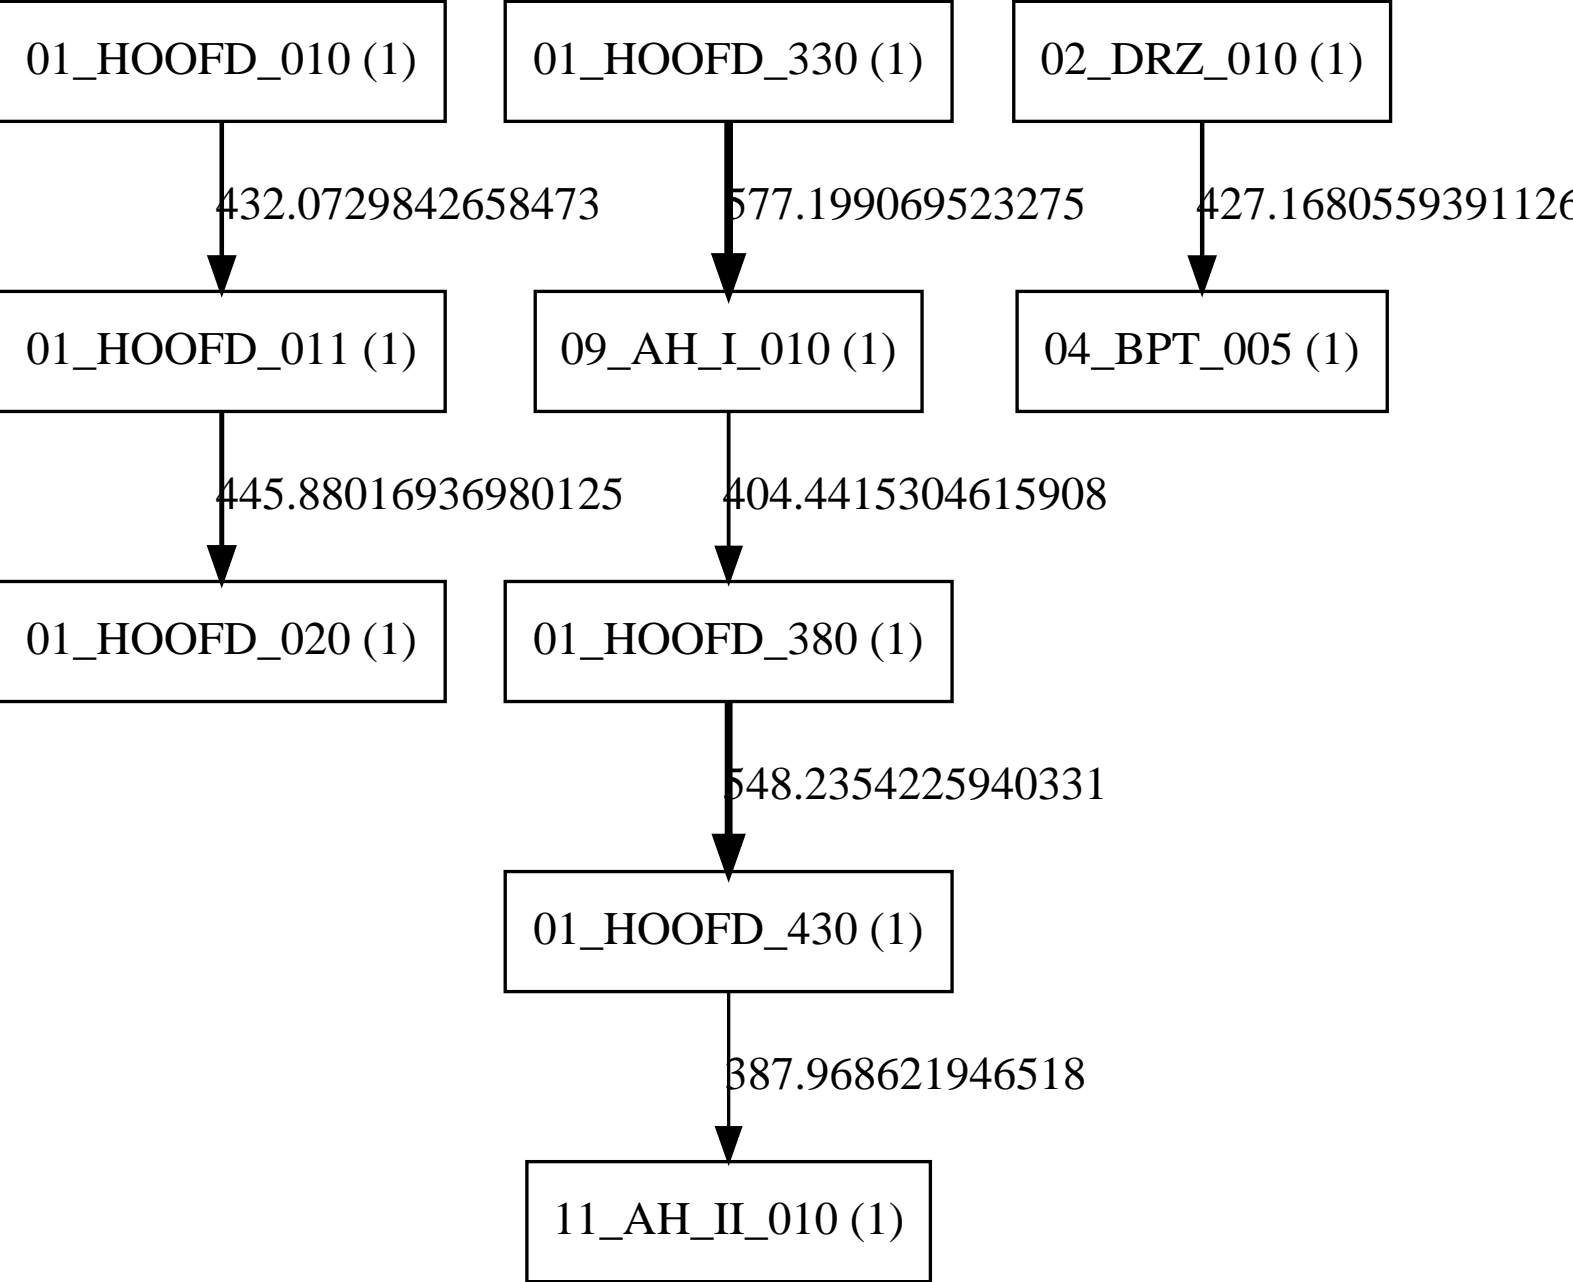 01_HOOFD_010 (1)
01_HOOFD_330 (1)
02_DRZ_010 (1)
432.0729842658473
577.199069523275
427.1680559391126
01_HOOFD_011 (1)
09_AH_I_010 (1)
04_BPT_005 (1)
445.88016936980125
404.4415304615908
01_HOOFD_020 (1)
01_HOOFD_380 (1)
548.2354225940331
01_HOOFD_430 (1)
387.968621946518
11_AH_II_010 (1)